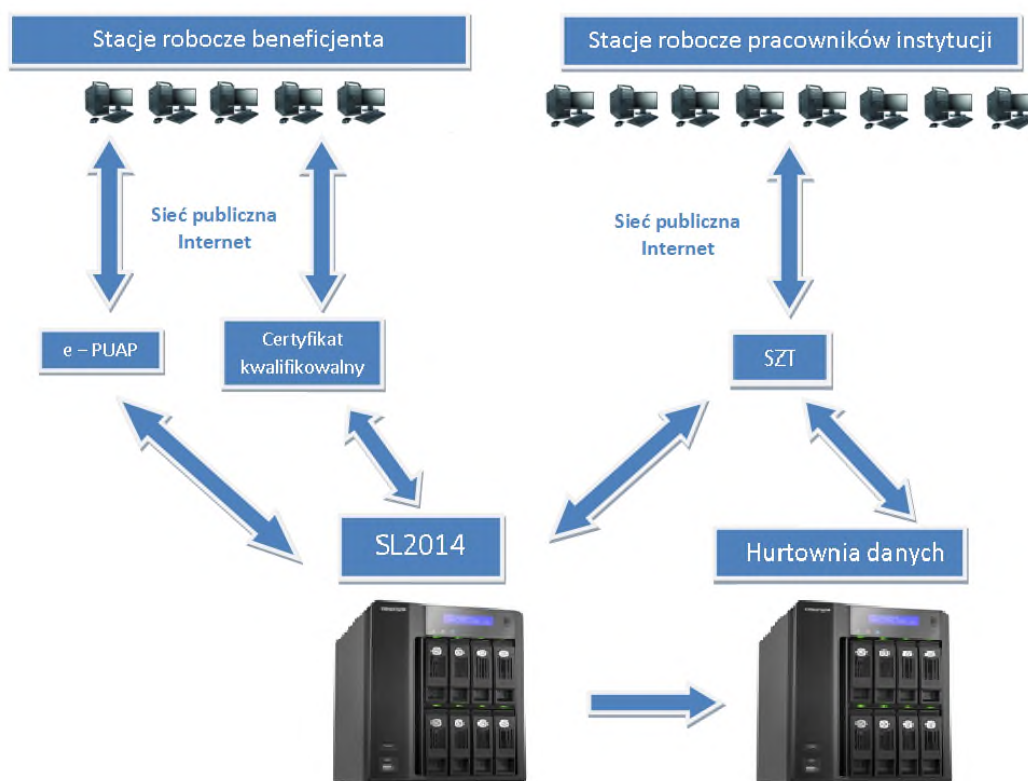 Stacje robocze beneficjenta
Stacje robocze pracowników instytucji
Sieć publiczna
Internet
Sieć publiczna
Internet
e – PUAP
Certyfikat
kwalifikowalny
SZT
SL2014
Hurtownia danych